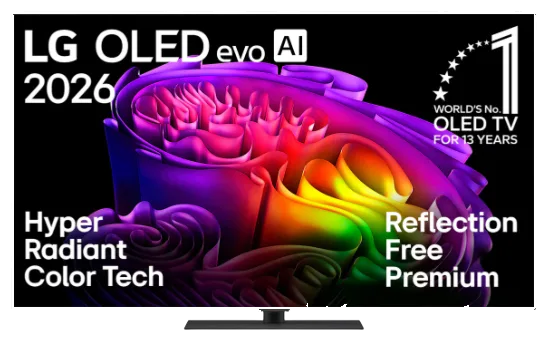 LG OLED evo AI
2026
WORLD'S No. 1
OLED TV
FOR 13 YEARS
Hyper
Radiant
Color Tech
Reflection
Free
Premium